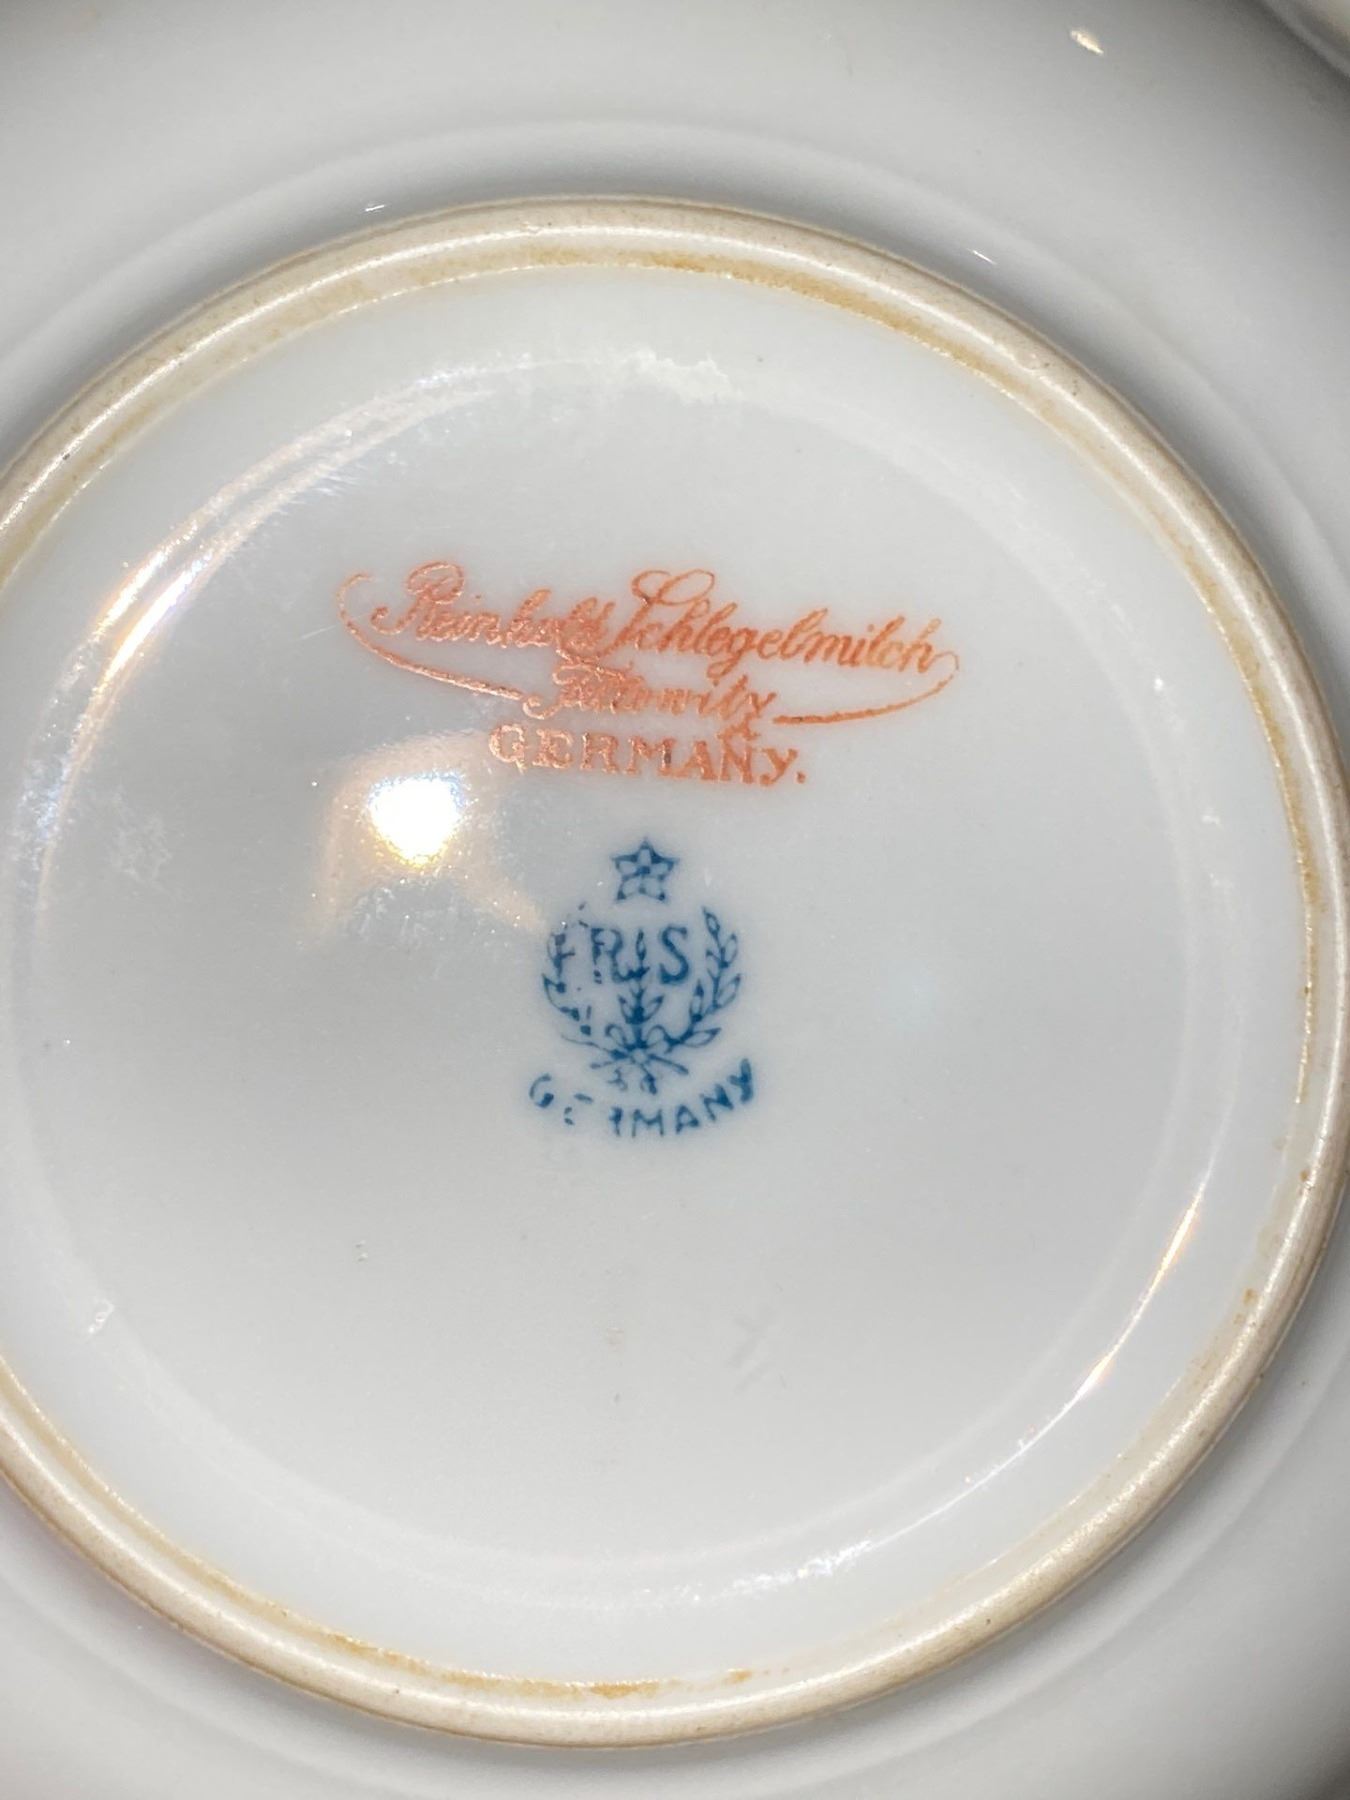 Reinhold Schlegelmilch
Tillowitz
GERMANY.
RS
GERMANY